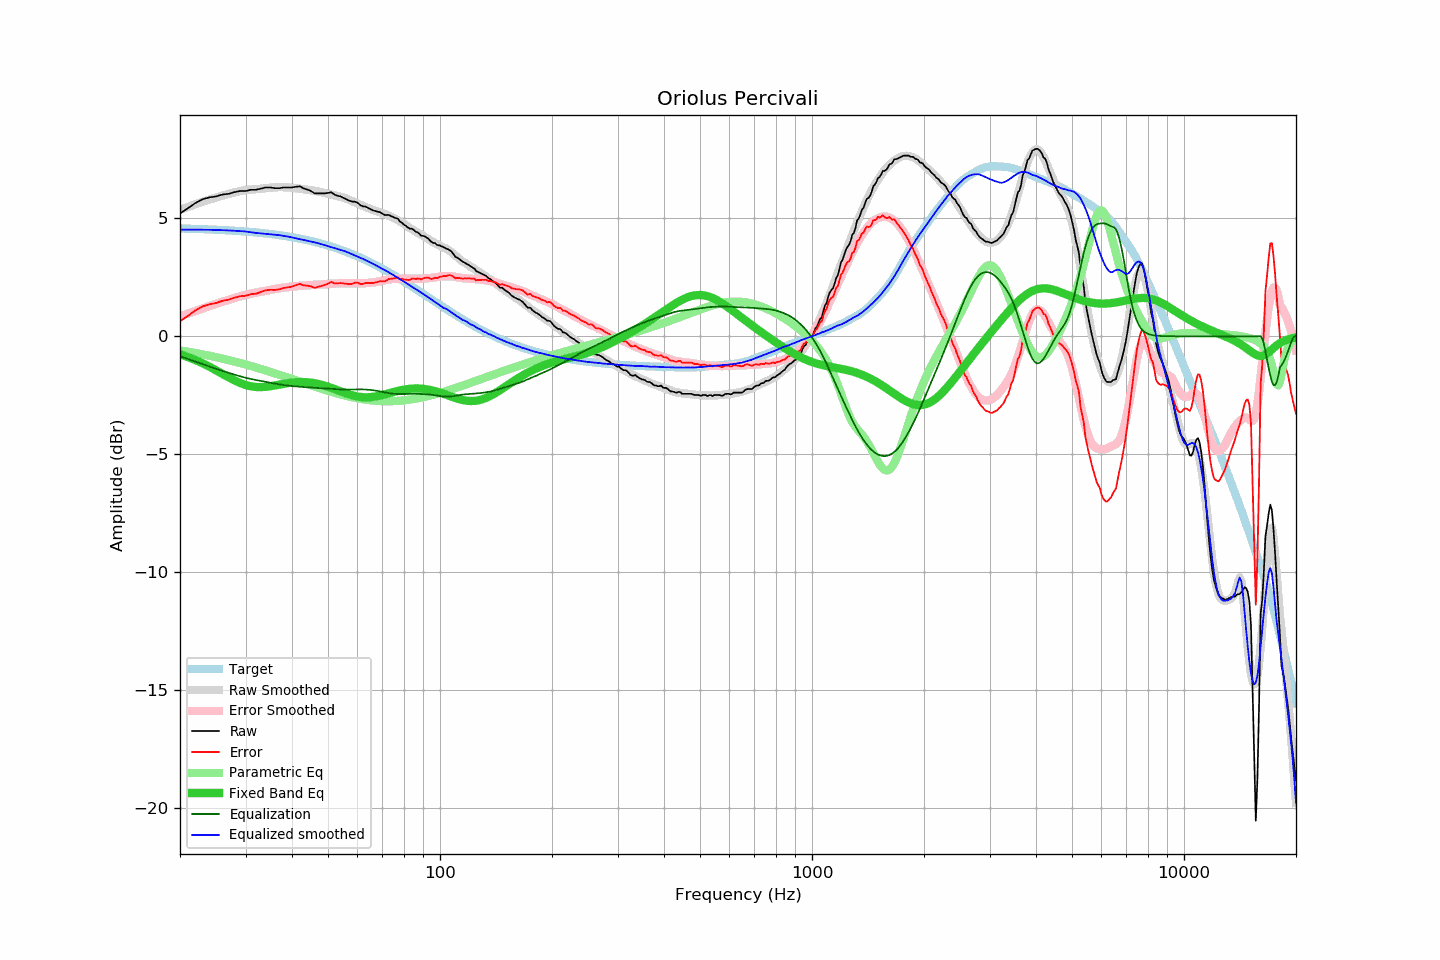 Oriolus Percivali
Amplitude (dBr)
5
0
−5
−10
−15
−20
Target
Raw Smoothed
Error Smoothed
Raw
Error
Parametric Eq
Fixed Band Eq
Equalization
Equalized smoothed
100
1000
10000
Frequency (Hz)